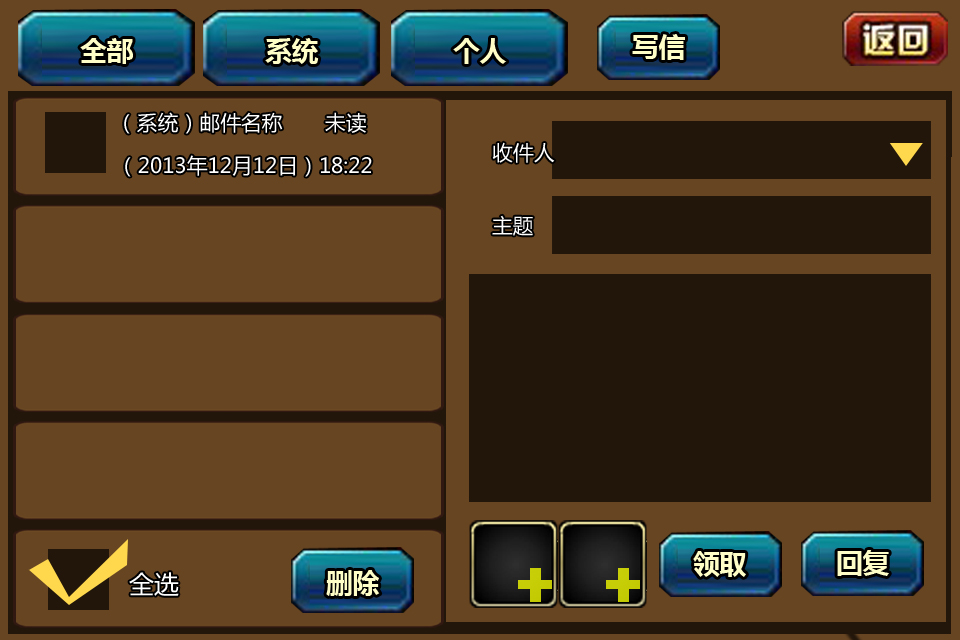 全部 系统 个人 写信 返回
（系统）邮件名称 未读
（2013年12月12日）18:22
收件人
主题
全选 删除
领取 回复